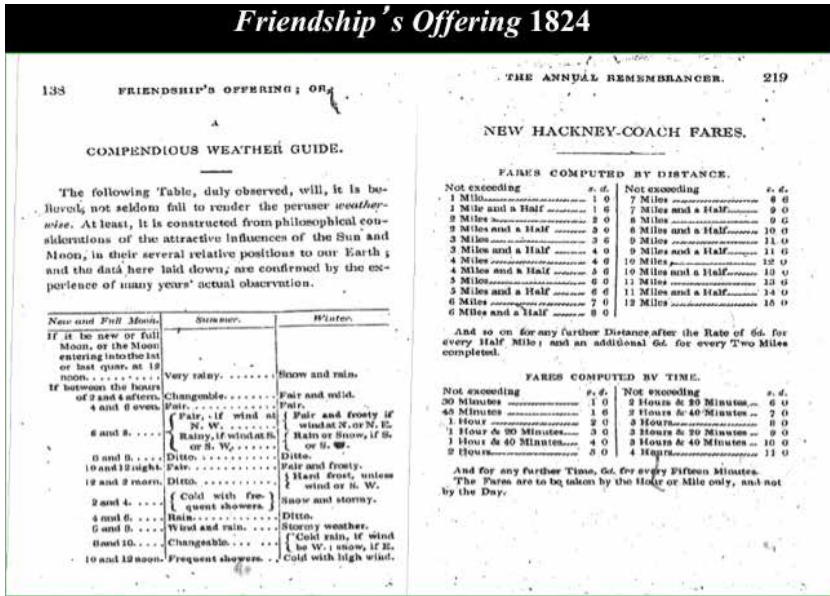 Friendship's Offering 1824
138 FRIENDSHIP'S OFFERING; OR,
A
COMPENDIOUS WEATHER GUIDE.
The following Table, duly observed, will, it is be-
lieved, not seldom fail to render the peruser weather-
wise. At least, it is constructed from philosophical con-
siderations of the attractive influences of the Sun and
Moon, in their several relative positions to our Earth;
and the data here laid down, are confirmed by the ex-
perience of many years' actual observation.
New and Full Moon. Summer. Winter.
If it be new or full
Moon, or the Moon
entering into the 1st
or last quar. at 12
noon. Very rainy. Snow and rain.
If between the hours
of 2 and 4 aftern. Changeable. Fair and mild.
4 and 6 even. Fair. Fair.
6 and 8. { Fair, if wind at N. W. Rainy, if wind at S. or S. W. { Fair and frosty if wind at N. or N. E. Rain or Snow, if S. or S.
8 and 9. Ditto. Ditto.
10 and 12 night. Fair. Fair and frosty.
12 and 2 morn. Ditto. { Hard frost, unless wind or S. W.
2 and 4. { Cold with fre- quent showers. } Snow and stormy.
4 and 6. Rain. Ditto.
6 and 8. Wind and rain. Stormy weather.
8 and 10. Changeable. { Cold rain, if wind be W.; snow, if E.
10 and 12 noon. Frequent showers. Cold with high wind.
THE ANNUAL REMEMBRANCER. 219
NEW HACKNEY-COACH FARES.
FARES COMPUTED BY DISTANCE.
Not exceeding s. d.
1 Mile 1 0
1 Mile and a Half 1 6
2 Miles 2 0
2 Miles and a Half 3 0
3 Miles 3 6
3 Miles and a Half 4 0
4 Miles 4 6
4 Miles and a Half 5 6
5 Miles 6 0
5 Miles and a Half 6 6
6 Miles 7 0
6 Miles and a Half 8 0
Not exceeding s. d.
7 Miles 8 6
7 Miles and a Half 9 0
8 Miles 9 6
8 Miles and a Half 10 6
9 Miles 11 0
9 Miles and a Half 11 6
10 Miles 12 0
10 Miles and a Half 13 0
11 Miles 13 6
11 Miles and a Half 14 0
12 Miles 15 0
And so on for any further Distance after the Rate of 6d. for
every Half Mile; and an additional 6d. for every Two Miles
completed.
FARES COMPUTED BY TIME.
Not exceeding s. d.
30 Minutes 1 0
45 Minutes 1 6
1 Hour 2 0
1 Hour & 20 Minutes 3 0
1 Hour & 40 Minutes 4 0
2 Hours 5 0
Not exceeding s. d.
2 Hours & 20 Minutes 6 0
2 Hours & 40 Minutes 7 0
3 Hours 8 0
3 Hours & 20 Minutes 9 0
3 Hours & 40 Minutes 10 0
4 Hours 11 0
And for any further Time, 6d. for every Fifteen Minutes.
The Fares are to be taken by the Hour or Mile only, and not
by the Day.